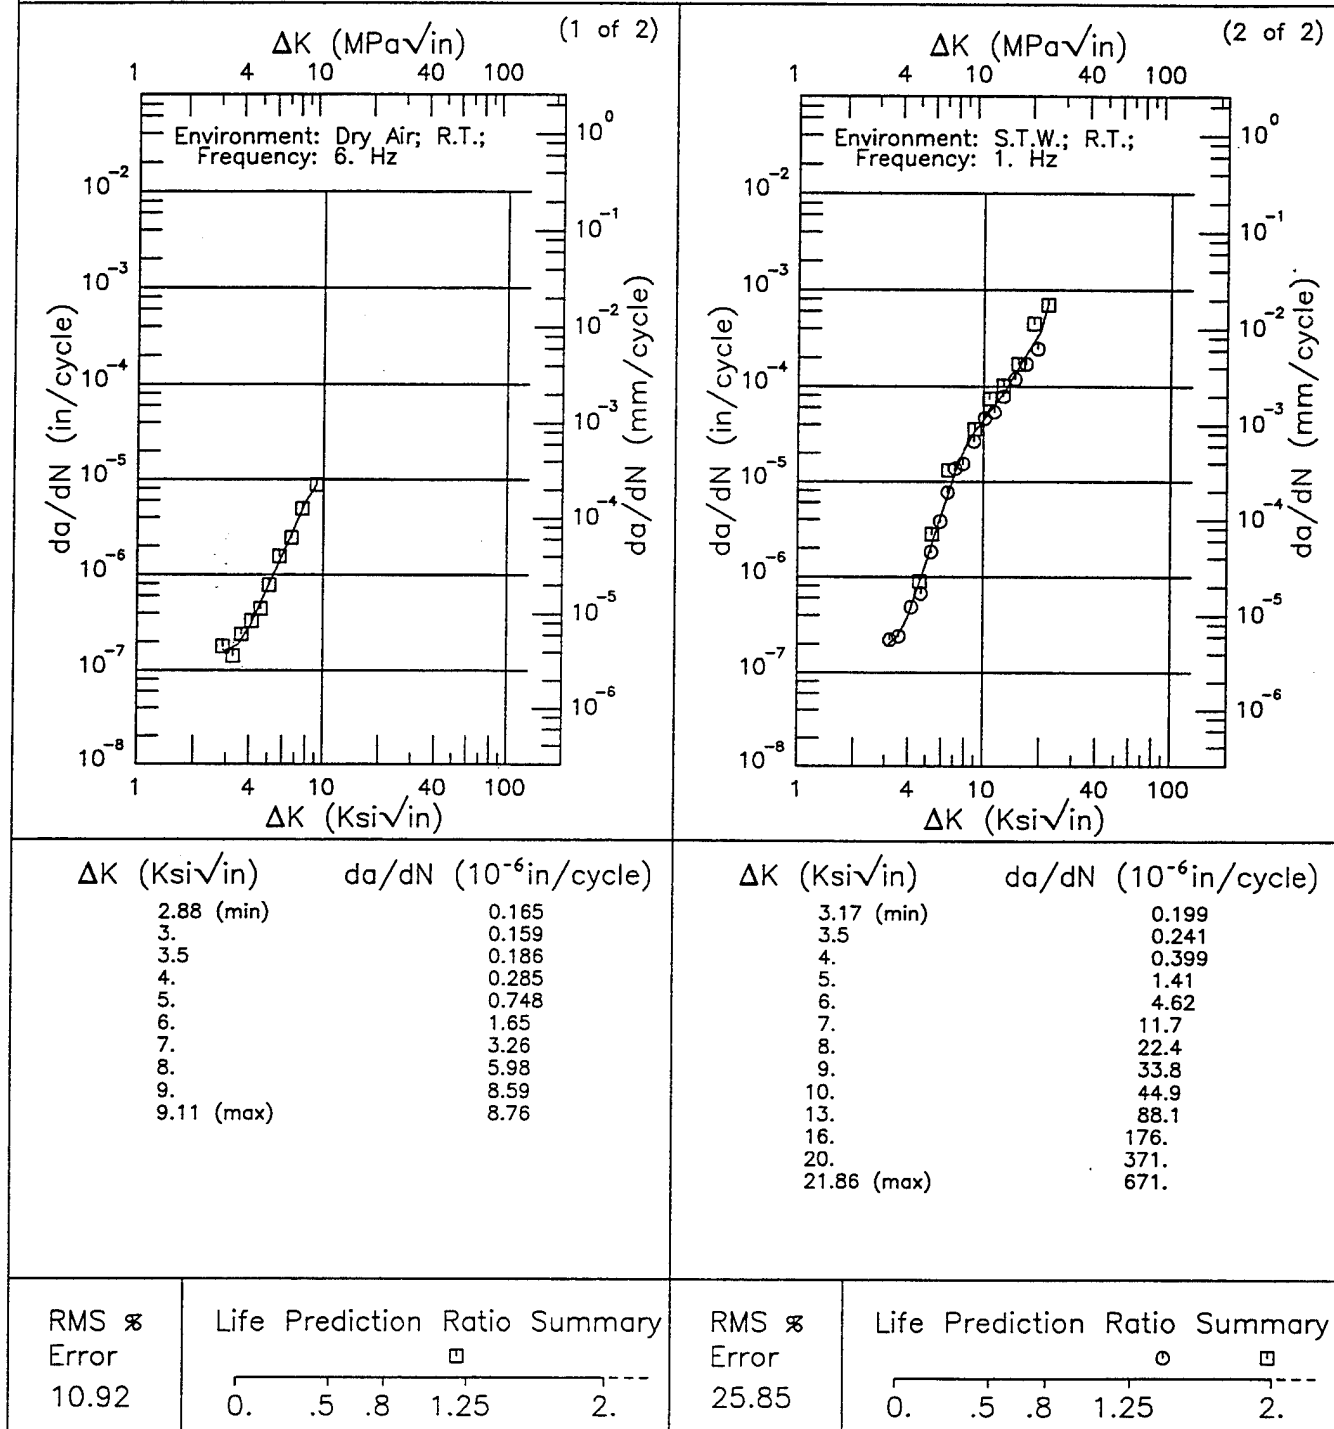 (1 of 2)
ΔK (MPa√in)
1 4 10 40 100
Environment: Dry Air; R.T.;
Frequency: 6. Hz
10⁰
10⁻²
10⁻¹
10⁻³
10⁻²
10⁻⁴
10⁻³
10⁻⁵
10⁻⁴
10⁻⁶
10⁻⁵
10⁻⁷
10⁻⁶
10⁻⁸
da/dN (in/cycle)
da/dN (mm/cycle)
1 4 10 40 100
ΔK (Ksi√in)
ΔK (Ksi√in) da/dN (10⁻⁶in/cycle)
2.88 (min) 0.165
3. 0.159
3.5 0.186
4. 0.285
5. 0.748
6. 1.65
7. 3.26
8. 5.98
9. 8.59
9.11 (max) 8.76
RMS % Error
10.92
Life Prediction Ratio Summary
0. .5 .8 1.25 2.
(2 of 2)
ΔK (MPa√in)
1 4 10 40 100
Environment: S.T.W.; R.T.;
Frequency: 1. Hz
10⁰
10⁻²
10⁻¹
10⁻³
10⁻²
10⁻⁴
10⁻³
10⁻⁵
10⁻⁴
10⁻⁶
10⁻⁵
10⁻⁷
10⁻⁶
10⁻⁸
da/dN (in/cycle)
da/dN (mm/cycle)
1 4 10 40 100
ΔK (Ksi√in)
ΔK (Ksi√in) da/dN (10⁻⁶in/cycle)
3.17 (min) 0.199
3.5 0.241
4. 0.399
5. 1.41
6. 4.62
7. 11.7
8. 22.4
9. 33.8
10. 44.9
13. 88.1
16. 176.
20. 371.
21.86 (max) 671.
RMS % Error
25.85
Life Prediction Ratio Summary
0. .5 .8 1.25 2.